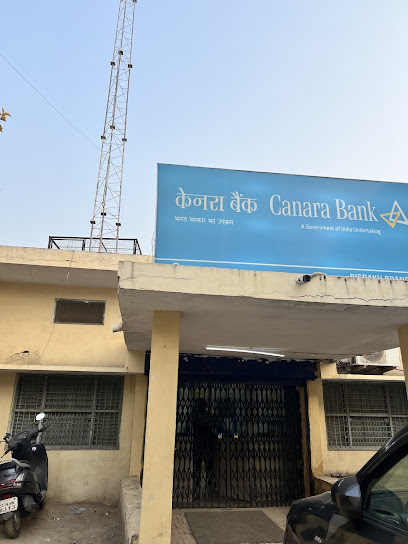 केनरा बैंक Canara Bank
भारत सरकार का उपक्रम A Government of India Undertaking